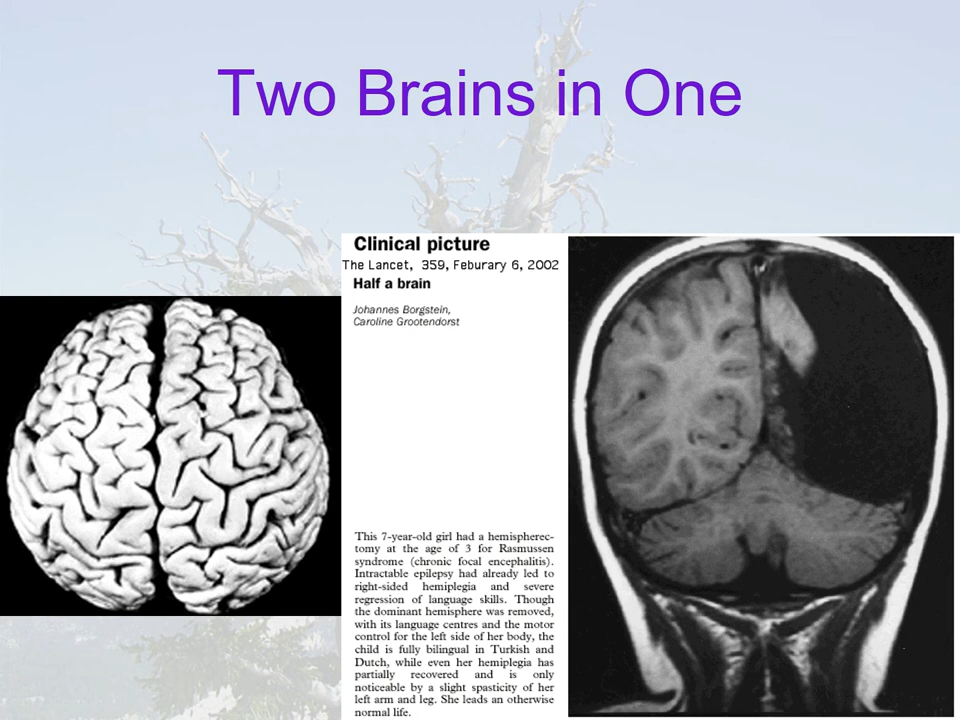 Two Brains in One
Clinical picture
The Lancet, 359, Feburary 6, 2002
Half a brain
Johannes Borgstein,
Caroline Grootendorst
This 7-year-old girl had a hemispherec-
tomy at the age of 3 for Rasmussen
syndrome (chronic focal encephalitis).
Intractable epilepsy had already led to
right-sided hemiplegia and severe
regression of language skills. Though
the dominant hemisphere was removed,
with its language centres and the motor
control for the left side of her body, the
child is fully bilingual in Turkish and
Dutch, while even her hemiplegia has
partially recovered and is only
noticeable by a slight spasticity of her
left arm and leg. She leads an otherwise
normal life.